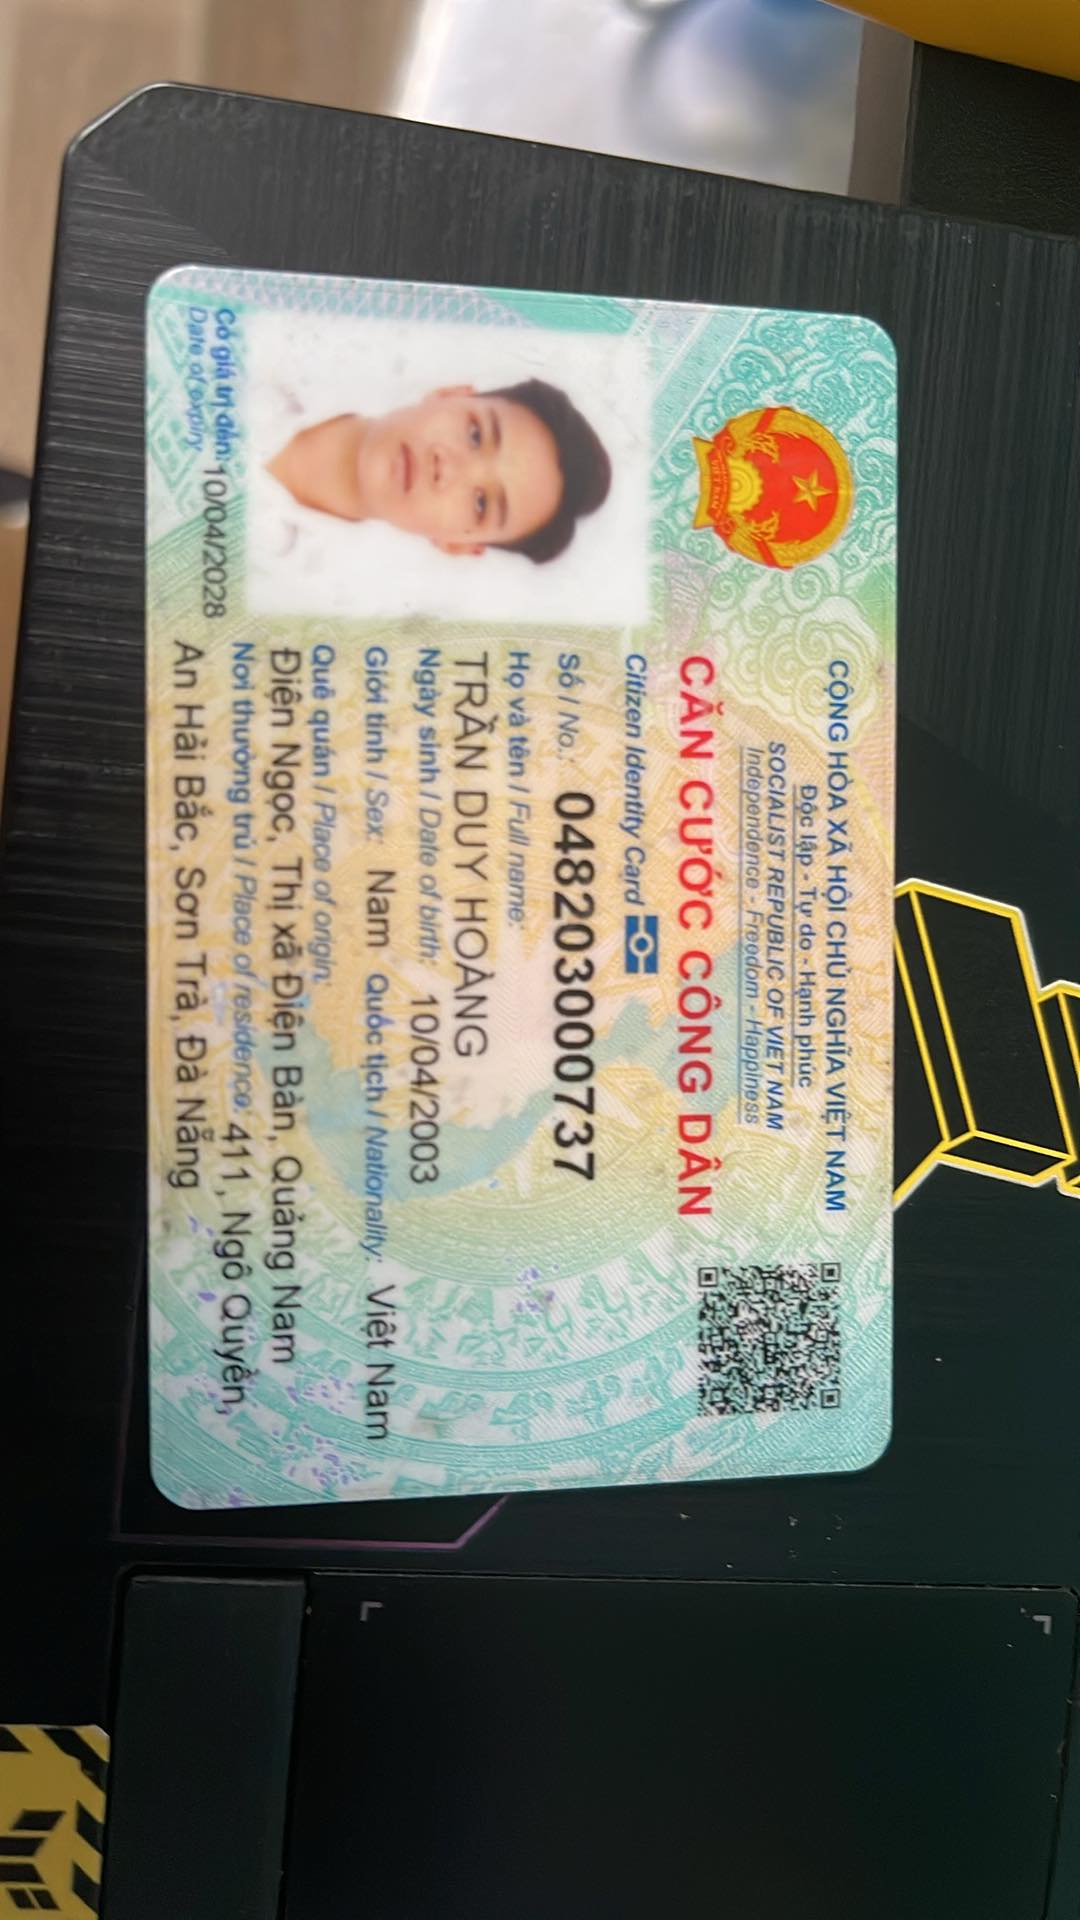 CỘNG HÒA XÃ HỘI CHỦ NGHĨA VIỆT NAM
Độc lập - Tự do - Hạnh phúc
SOCIALIST REPUBLIC OF VIET NAM
Independence - Freedom - Happiness
CĂN CƯỚC CÔNG DÂN
Citizen Identity Card
Số / No.: 048203000737
Họ và tên / Full name:
TRẦN DUY HOÀNG
Ngày sinh / Date of birth: 10/04/2003
Giới tính / Sex: Nam Quốc tịch / Nationality: Việt Nam
Quê quán / Place of origin:
Điện Ngọc, Thị xã Điện Bàn, Quảng Nam
Nơi thường trú / Place of residence: 411, Ngô Quyền,
An Hải Bắc, Sơn Trà, Đà Nẵng
Có giá trị đến: 10/04/2028
Date of expiry